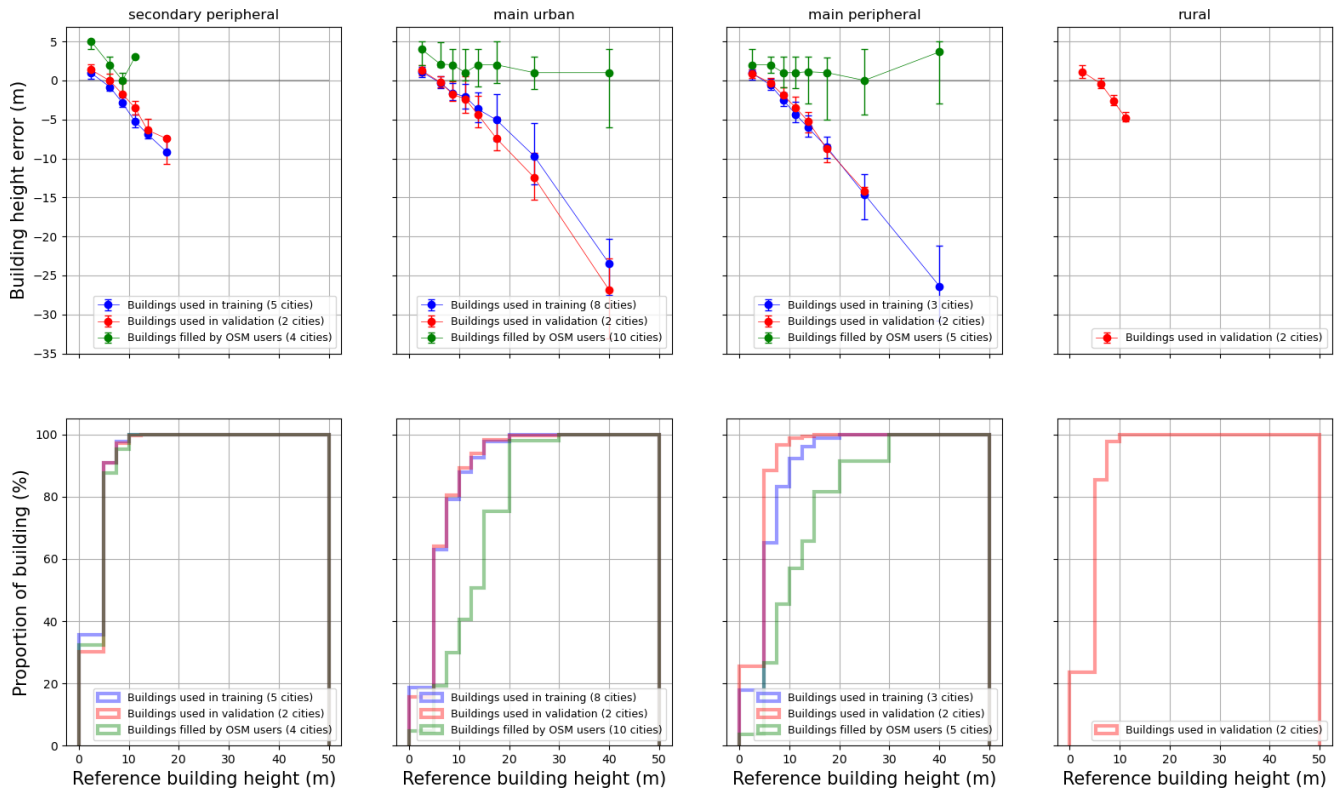 secondary peripheral
main urban
main peripheral
rural
Building height error (m)
5
0
−5
−10
−15
−20
−25
−30
−35
Buildings used in training (5 cities)
Buildings used in validation (2 cities)
Buildings filled by OSM users (4 cities)
Buildings used in training (8 cities)
Buildings used in validation (2 cities)
Buildings filled by OSM users (10 cities)
Buildings used in training (3 cities)
Buildings used in validation (2 cities)
Buildings filled by OSM users (5 cities)
Buildings used in validation (2 cities)
Proportion of building (%)
100
80
60
40
20
0
Buildings used in training (5 cities)
Buildings used in validation (2 cities)
Buildings filled by OSM users (4 cities)
Buildings used in training (8 cities)
Buildings used in validation (2 cities)
Buildings filled by OSM users (10 cities)
Buildings used in training (3 cities)
Buildings used in validation (2 cities)
Buildings filled by OSM users (5 cities)
Buildings used in validation (2 cities)
0 10 20 30 40 50
0 10 20 30 40 50
0 10 20 30 40 50
0 10 20 30 40 50
Reference building height (m)
Reference building height (m)
Reference building height (m)
Reference building height (m)